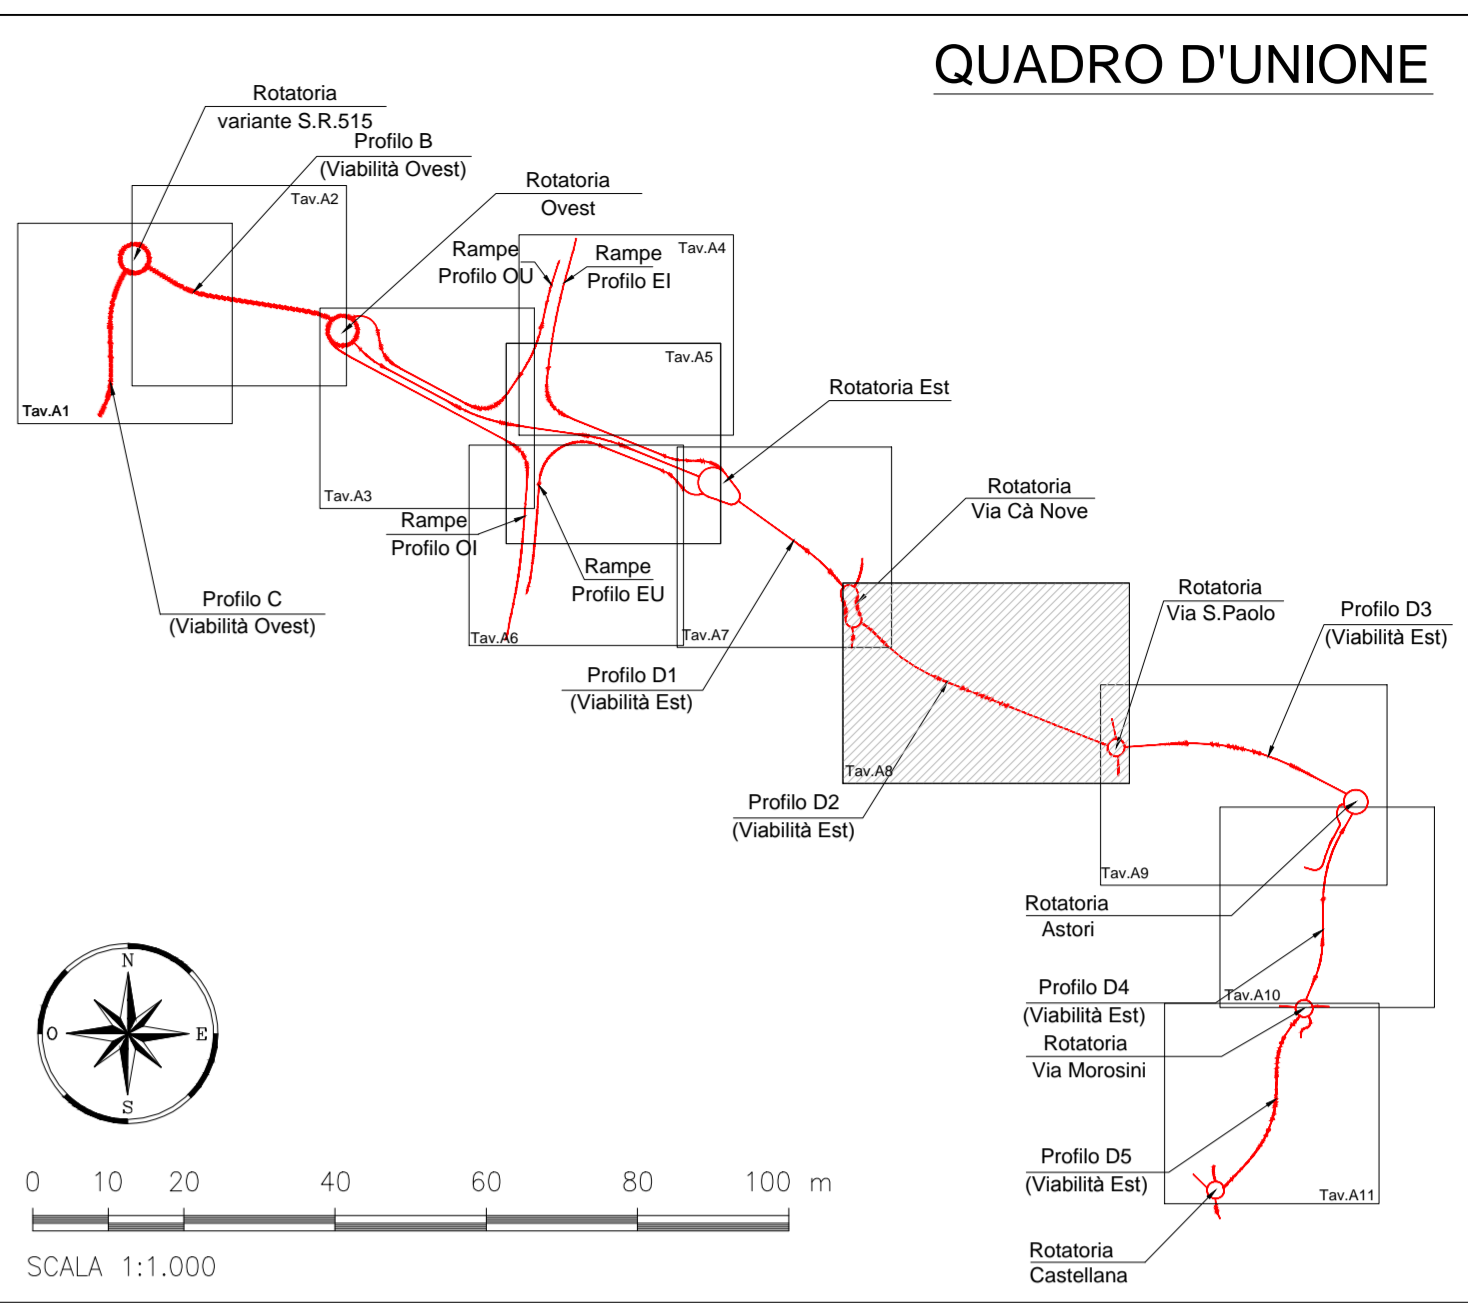 QUADRO D'UNIONE
Rotatoria
variante S.R.515
Profilo B
(Viabilità Ovest)
Rotatoria
Ovest
Tav.A2
Rampe
Profilo OU
Rampe
Profilo EI
Tav.A4
Tav.A5
Rotatoria Est
Tav.A1
Tav.A3
Rampe
Profilo OI
Rampe
Profilo EU
Rotatoria
Via Cà Nove
Profilo C
(Viabilità Ovest)
Tav.A6
Tav.A7
Rotatoria
Via S.Paolo
Profilo D3
(Viabilità Est)
Profilo D1
(Viabilità Est)
Tav.A8
Profilo D2
(Viabilità Est)
Tav.A9
Rotatoria
Astori
Profilo D4
(Viabilità Est)
Tav.A10
Rotatoria
Via Morosini
Profilo D5
(Viabilità Est)
Tav.A11
Rotatoria
Castellana
N
O
E
S
0 10 20 40 60 80 100 m
SCALA 1:1.000